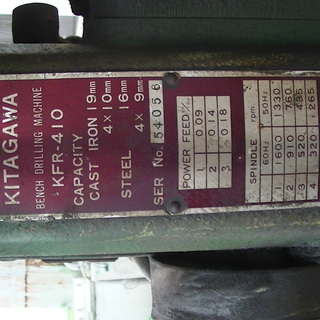 KITAGAWA
BENCH DRILLING MACHINE
KFR-410
CAPACITY
CAST IRON 19mm
4×10mm
STEEL 16mm
4×9mm
SER No. 54056
POWER FEED
1 0.09
2 0.14
3 0.18
SPINDLE rpm
60Hz 50Hz
1 1600 1330
2 910 760
3 520 435
4 320 265